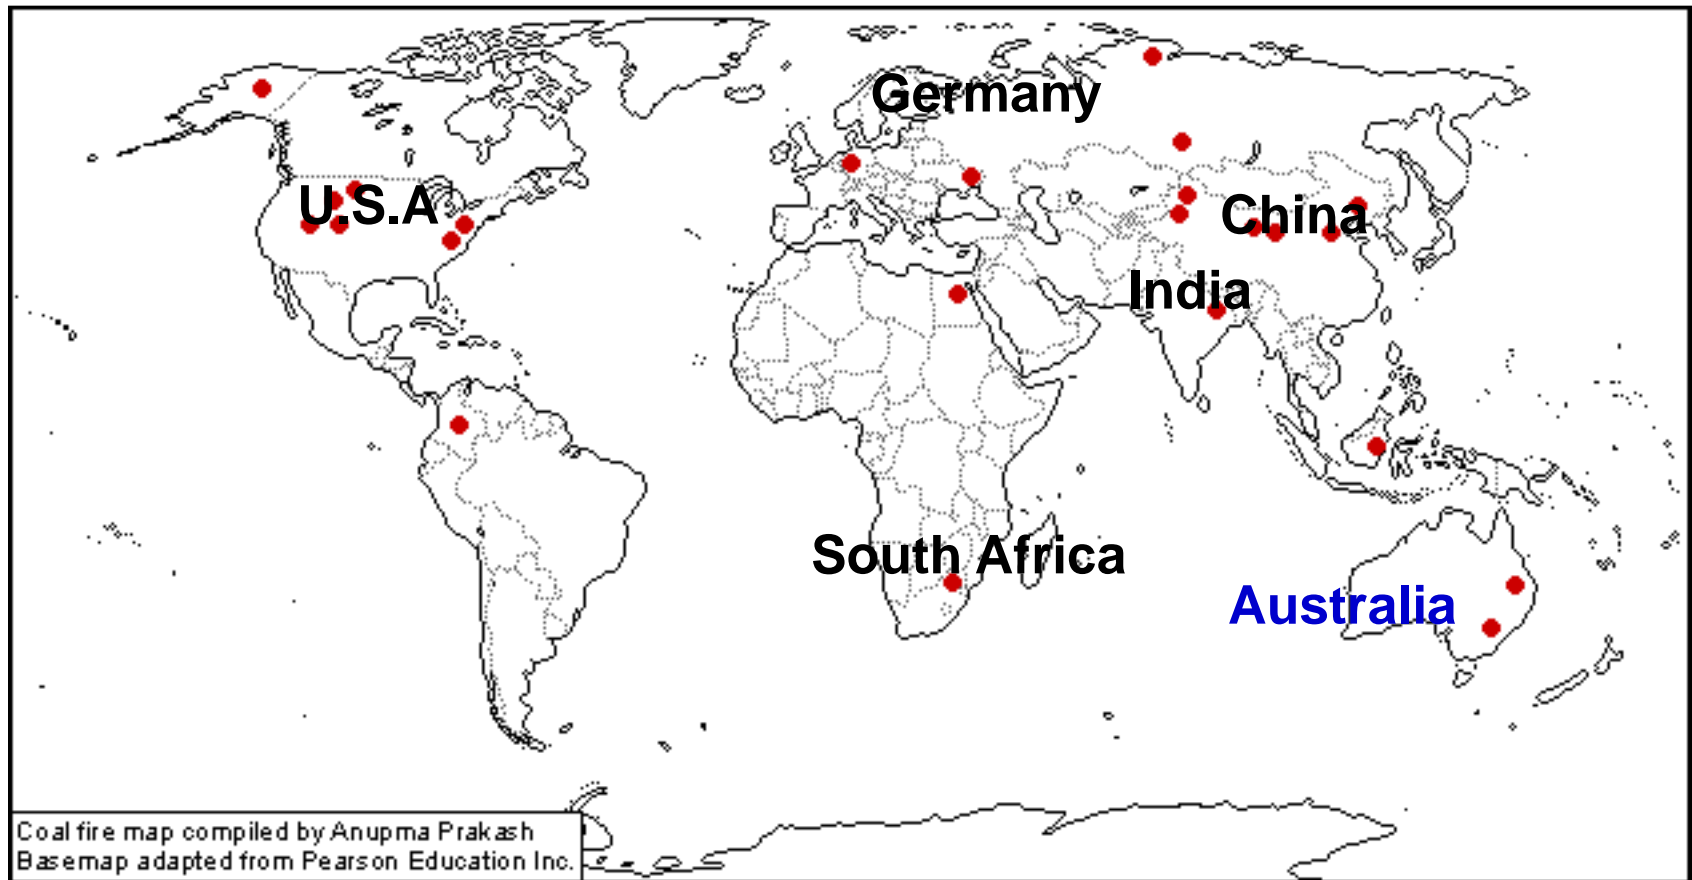 Germany
U.S.A
China
India
South Africa
Australia
Coal fire map compiled by Anupma Prakash
Basemap adapted from Pearson Education Inc.